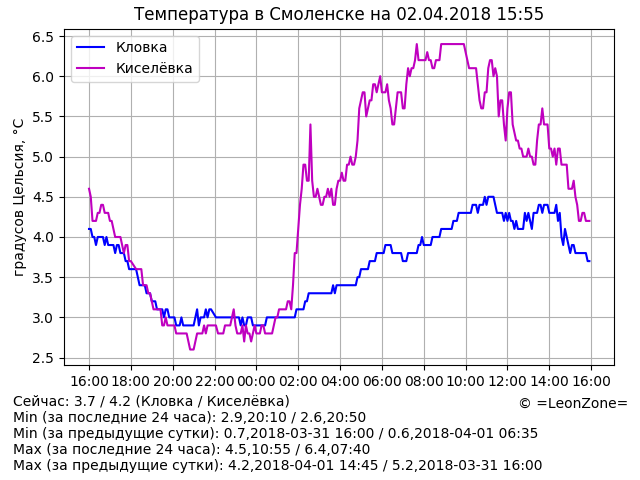 Температура в Смоленске на 02.04.2018 15:55
Кловка
Киселёвка
градусов Цельсия, °C
6.5
6.0
5.5
5.0
4.5
4.0
3.5
3.0
2.5
16:00 18:00 20:00 22:00 00:00 02:00 04:00 06:00 08:00 10:00 12:00 14:00 16:00
Сейчас: 3.7 / 4.2 (Кловка / Киселёвка)
© =LeonZone=
Min (за последние 24 часа): 2.9,20:10 / 2.6,20:50
Min (за предыдущие сутки): 0.7,2018-03-31 16:00 / 0.6,2018-04-01 06:35
Max (за последние 24 часа): 4.5,10:55 / 6.4,07:40
Max (за предыдущие сутки): 4.2,2018-04-01 14:45 / 5.2,2018-03-31 16:00